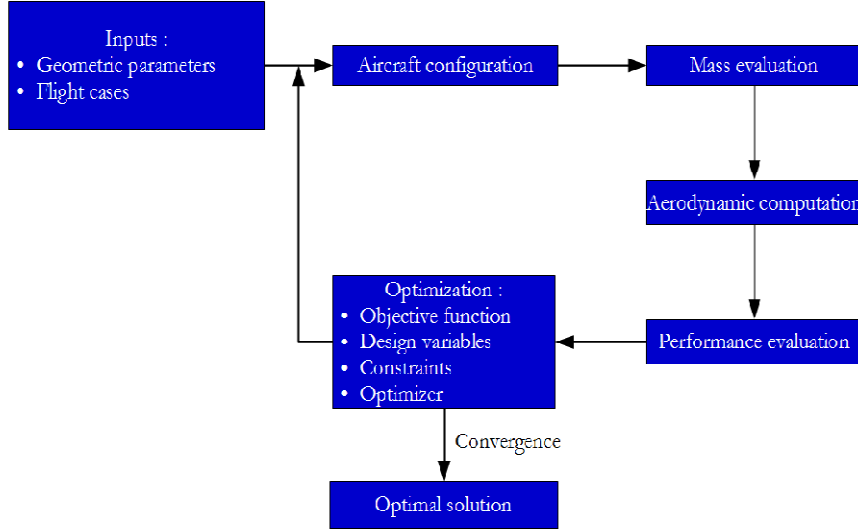 Inputs :
• Geometric parameters
• Flight cases
Aircraft configuration
Mass evaluation
Aerodynamic computation
Performance evaluation
Optimization :
• Objective function
• Design variables
• Constraints
• Optimizer
Convergence
Optimal solution